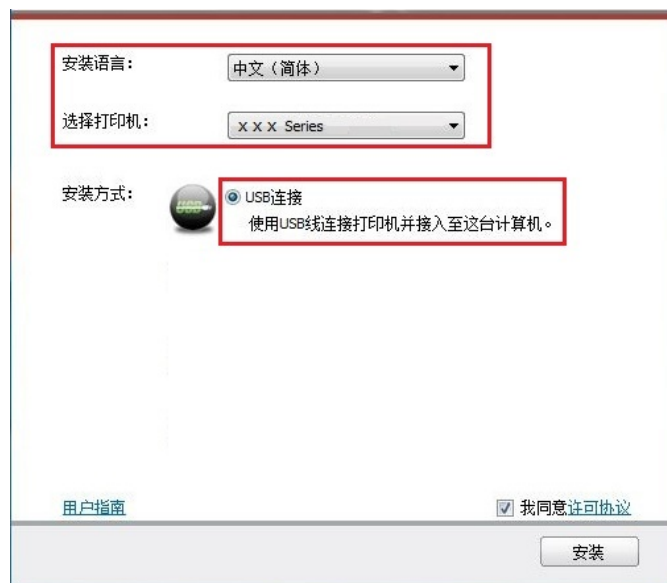 安装语言： 中文（简体）
选择打印机： X X X Series
安装方式： USB USB连接
使用USB线连接打印机并接入至这台计算机。
用户指南 我同意许可协议
安装